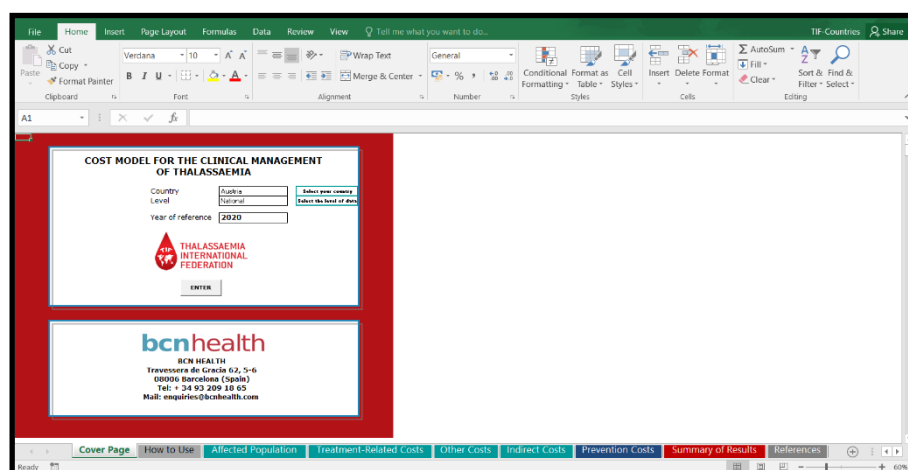 File Home Insert Page Layout Formulas Data Review View Tell me what you want to do... TIF-Countries Share
Cut
Copy
Paste
Format Painter
Verdana 10
B I U
Wrap Text
Merge & Center
General
Conditional Formatting
Format as Table
Cell Styles
Insert Delete Format
AutoSum
Fill
Clear
Sort & Filter
Find & Select
Clipboard Font Alignment Number Styles Cells Editing
A1 fx
COST MODEL FOR THE CLINICAL MANAGEMENT
OF THALASSAEMIA
Country Austria Select your country
Level National Select the level of data
Year of reference 2020
TIF
THALASSAEMIA
INTERNATIONAL
FEDERATION
ENTER
bcnhealth
BCN HEALTH
Travessera de Gracia 62, 5-6
08006 Barcelona (Spain)
Tel: + 34 93 209 18 65
Mail: enquiries@bcnhealth.com
Cover Page How to Use Affected Population Treatment-Related Costs Other Costs Indirect Costs Prevention Costs Summary of Results References
Ready 60%